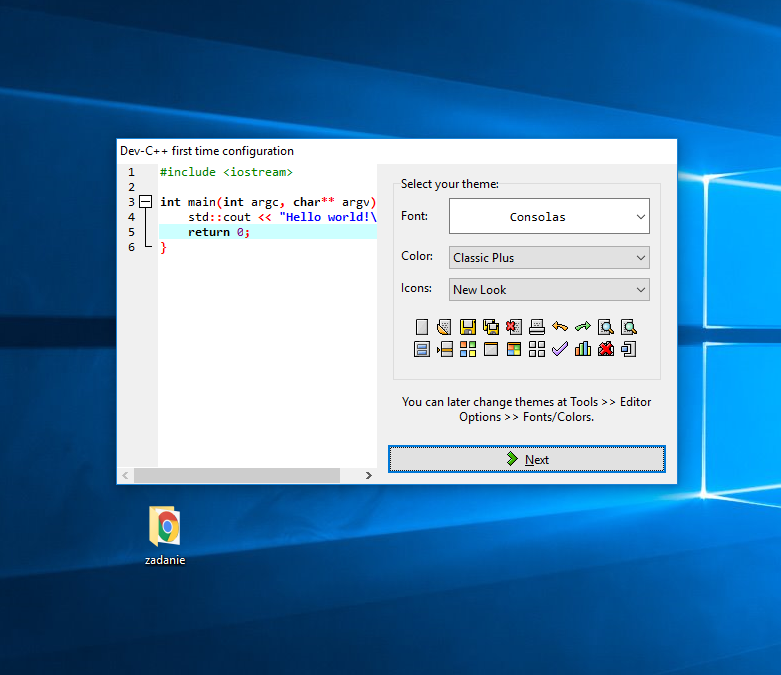 Dev-C++ first time configuration
1 #include <iostream>
2
3 int main(int argc, char** argv)
4 std::cout << "Hello world!\
5 return 0;
6 }
Select your theme:
Font: Consolas
Color: Classic Plus
Icons: New Look
You can later change themes at Tools >> Editor
Options >> Fonts/Colors.
Next
zadanie